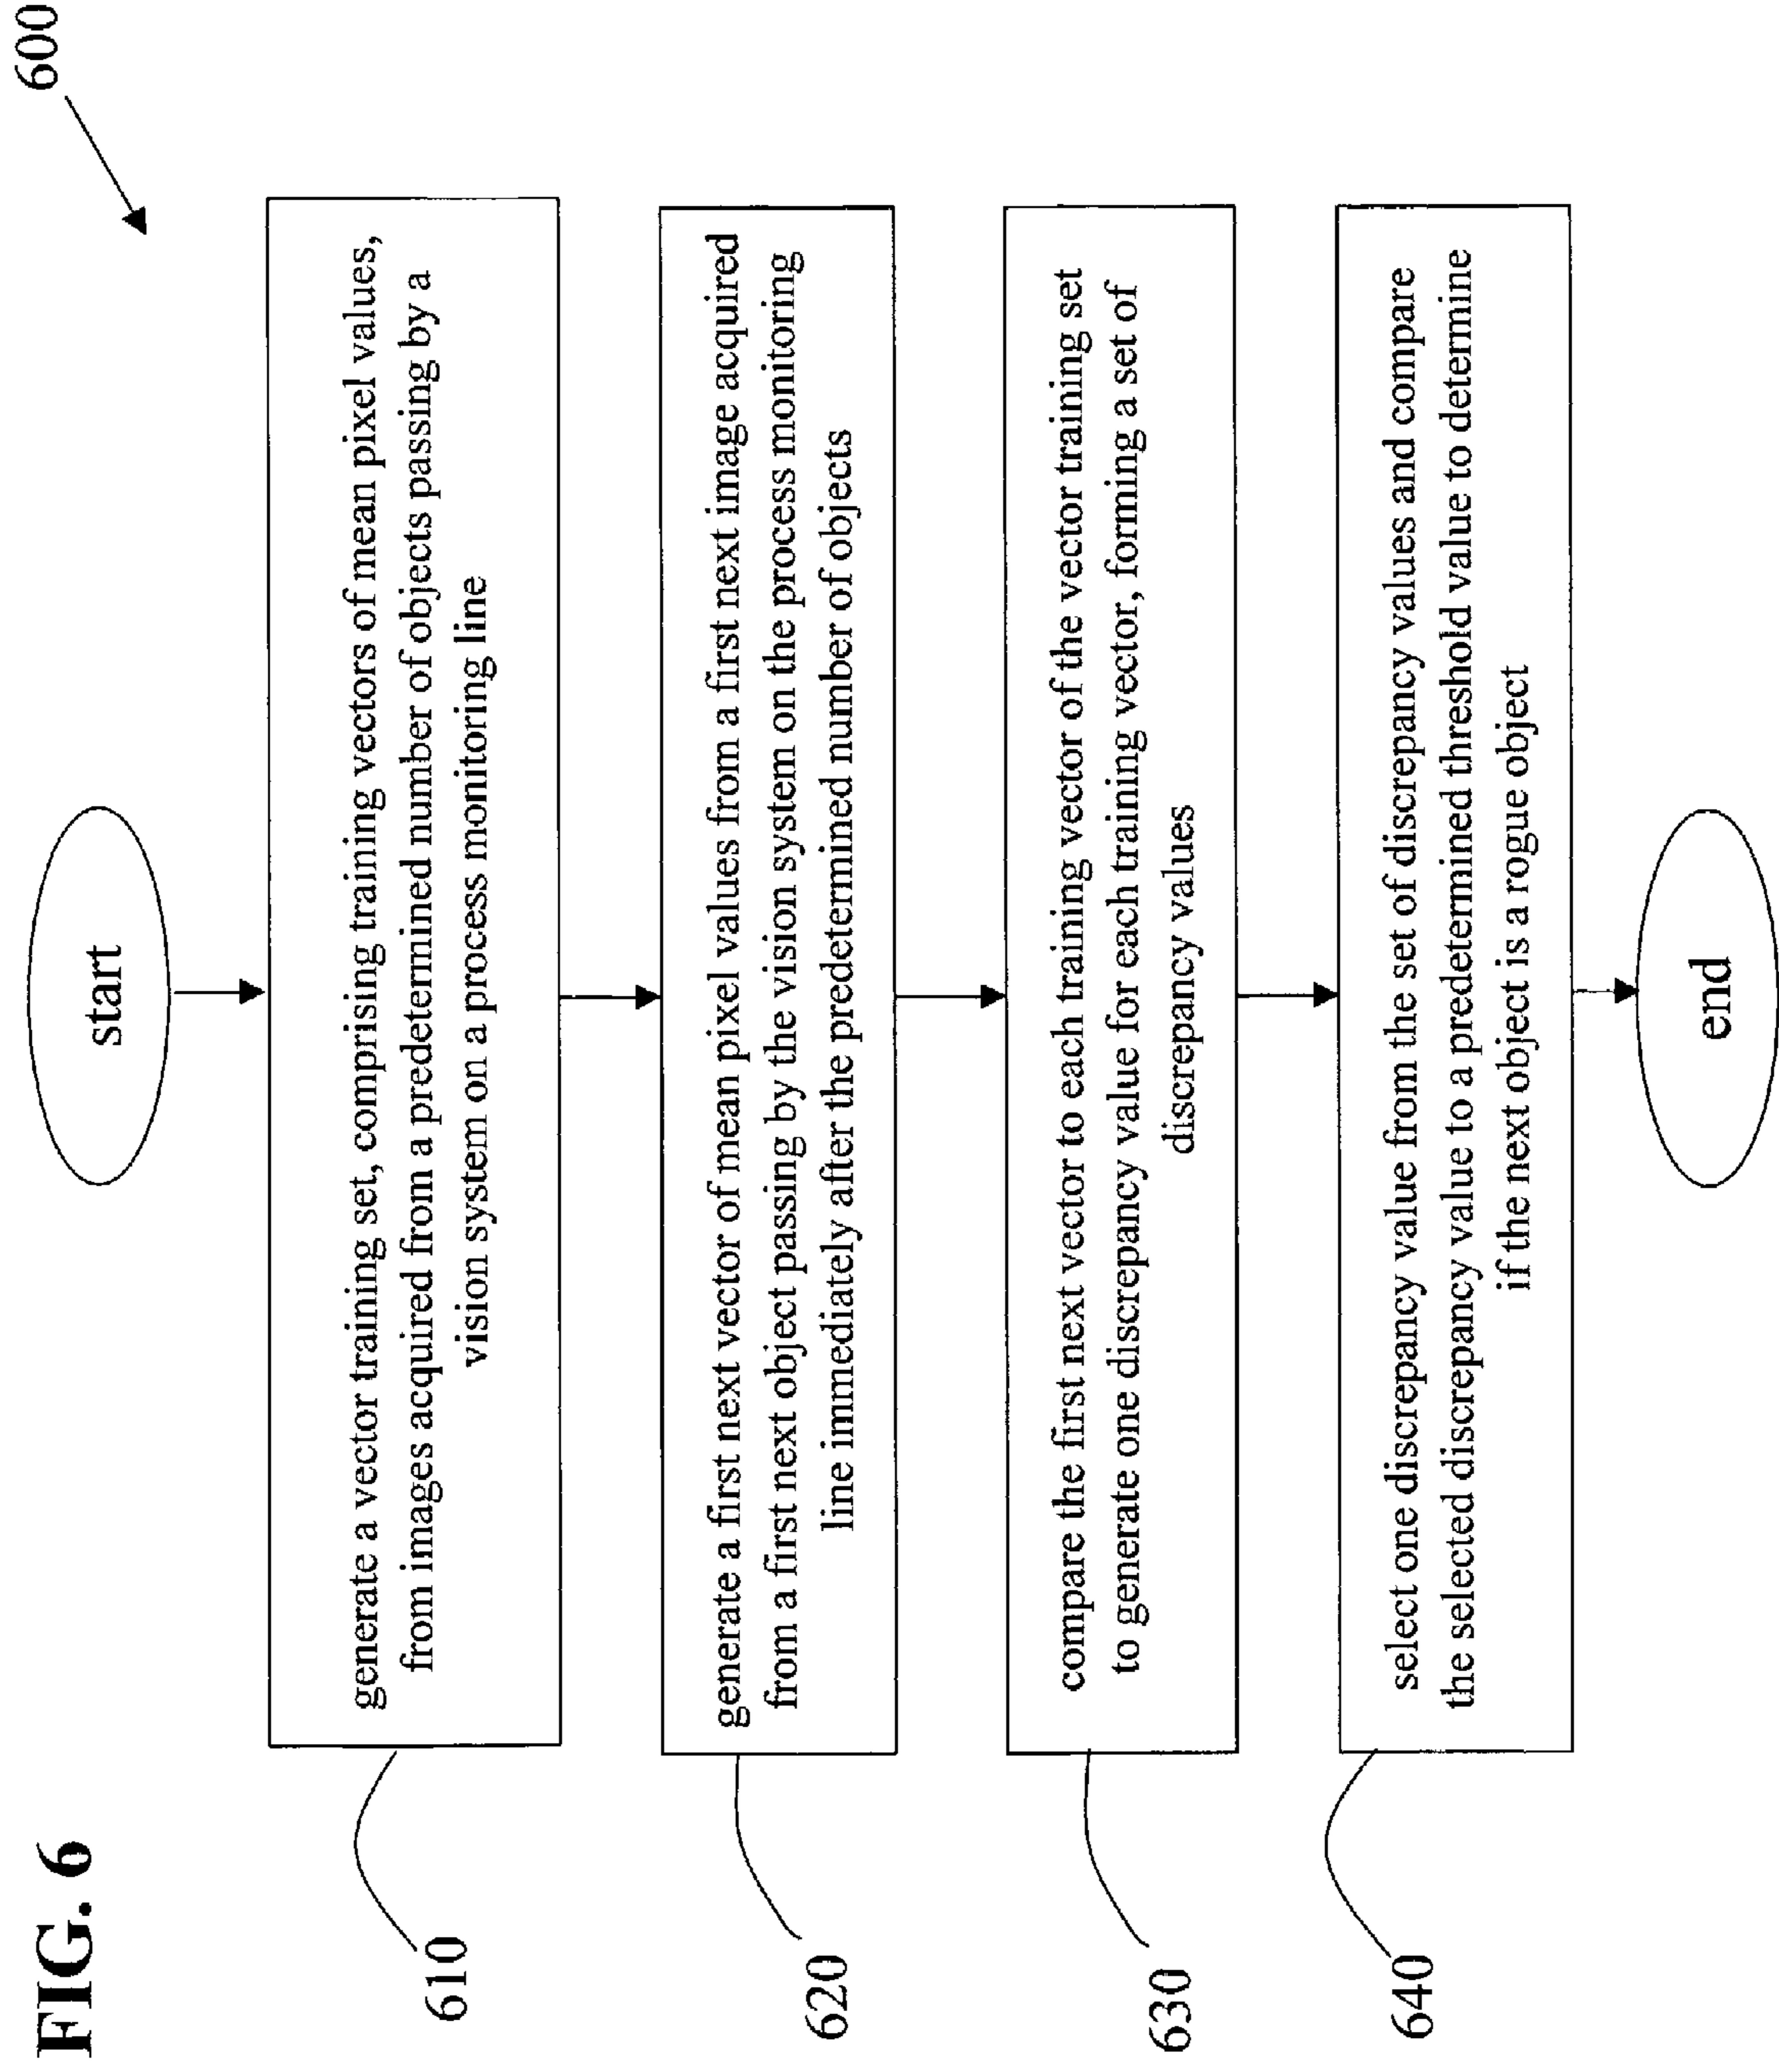 FIG. 6
600
start
610
generate a vector training set, comprising training vectors of mean pixel values,
from images acquired from a predetermined number of objects passing by a
vision system on a process monitoring line
620
generate a first next vector of mean pixel values from a first next image acquired
from a first next object passing by the vision system on the process monitoring
line immediately after the predetermined number of objects
630
compare the first next vector to each training vector of the vector training set
to generate one discrepancy value for each training vector, forming a set of
discrepancy values
640
select one discrepancy value from the set of discrepancy values and compare
the selected discrepancy value to a predetermined threshold value to determine
if the next object is a rogue object
end